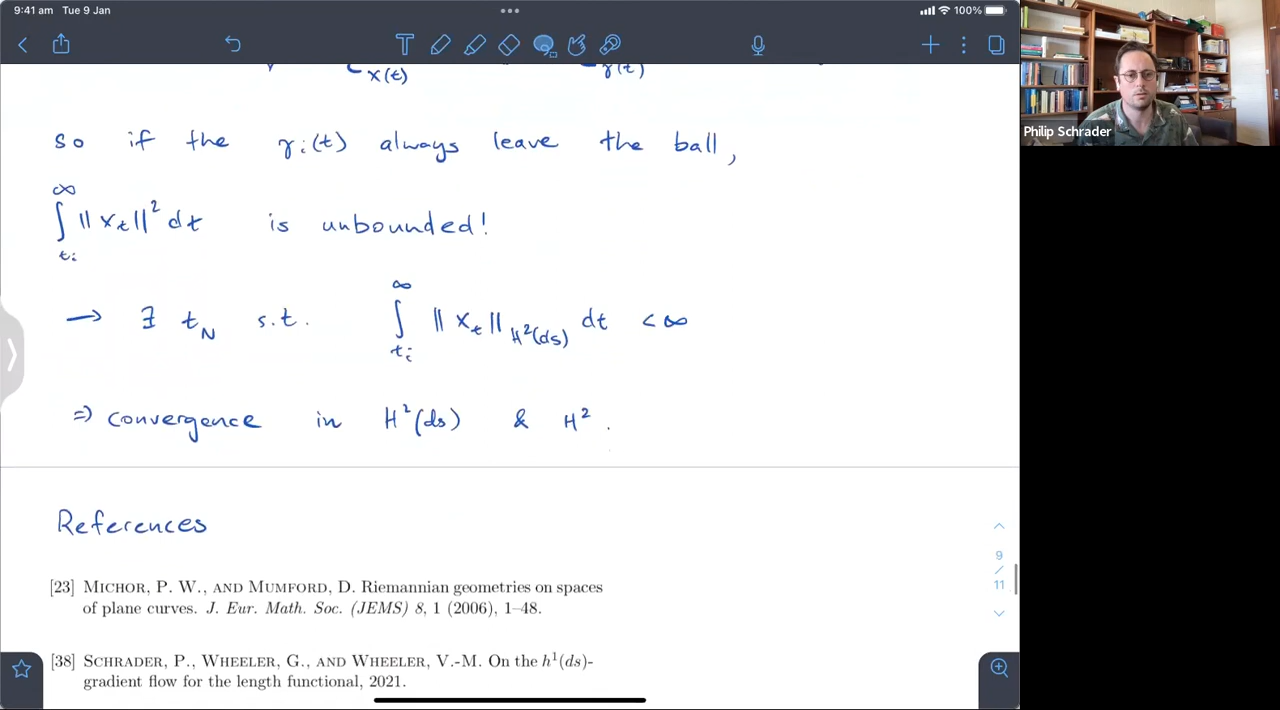 9:41 am Tue 9 Jan
100%
x(t) γ(t)
so if the γi(t) always leave the ball,
∞
∫ || x_t ||² dt is unbounded!
ti
∞
→ ∃ t_N s.t. ∫ || x_t ||_H²(ds) dt < ∞
ti
⇒ convergence in H²(ds) & H² .
References
[23] MICHOR, P. W., AND MUMFORD, D. Riemannian geometries on spaces
of plane curves. J. Eur. Math. Soc. (JEMS) 8, 1 (2006), 1–48.
[38] SCHRADER, P., WHEELER, G., AND WHEELER, V.-M. On the h¹(ds)-
gradient flow for the length functional, 2021.
9
/
11
Philip Schrader